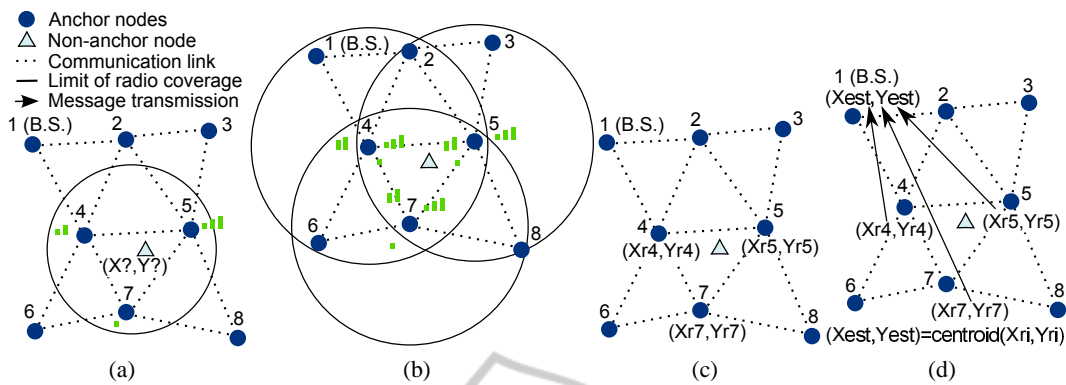 Anchor nodes
Non-anchor node
Communication link
Limit of radio coverage
Message transmission
1 (B.S.)
2
3
4
5
(X?,Y?)
6
7
8
(a)
1 (B.S.)
2
3
4
5
6
7
8
(b)
1 (B.S.)
2
3
4
5
(Xr4,Yr4)
(Xr5,Yr5)
6
7
8
(Xr7,Yr7)
(c)
1 (B.S.)
(Xest,Yest)
2
3
4
5
(Xr4,Yr4)
(Xr5,Yr5)
6
7
8
(Xr7,Yr7)
(Xest,Yest)=centroid(Xri,Yri)
(d)